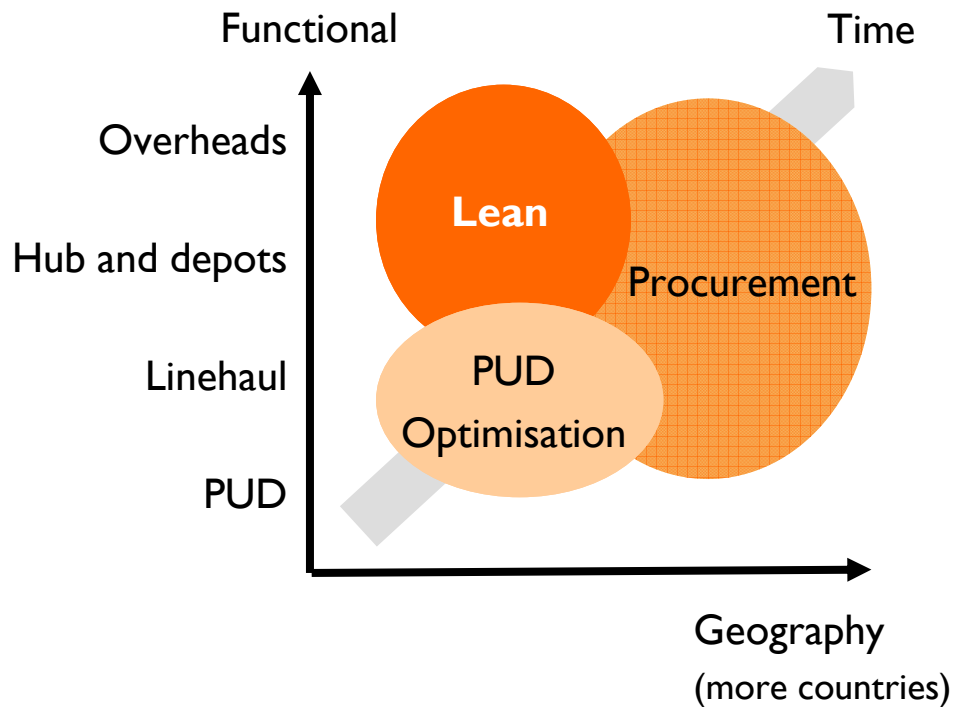 Functional
Time
Overheads
Lean
Hub and depots
Procurement
Linehaul
PUD
Optimisation
PUD
Geography
(more countries)